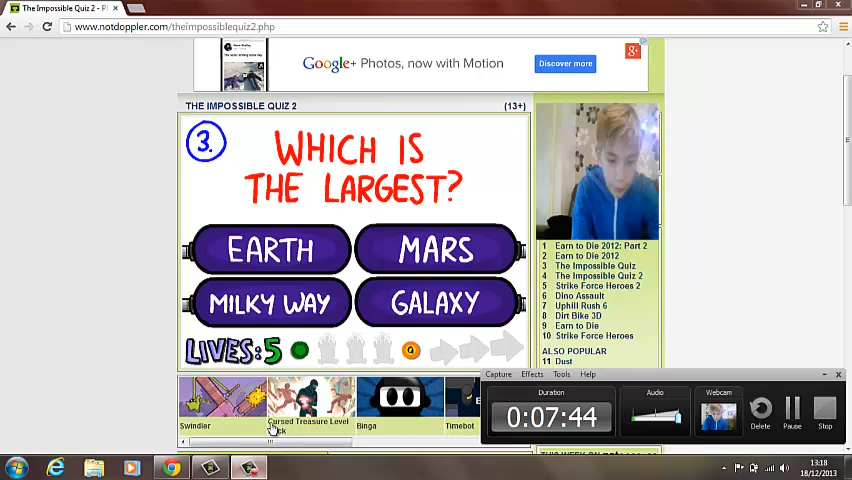 The Impossible Quiz 2 - P
www.notdoppler.com/theimpossiblequiz2.php
Google+ Photos, now with Motion
Discover more
THE IMPOSSIBLE QUIZ 2
(13+)
3.
WHICH IS
THE LARGEST?
EARTH
MARS
MILKY WAY
GALAXY
LIVES: 5
1 Earn to Die 2012: Part 2
2 Earn to Die 2012
3 The Impossible Quiz
4 The Impossible Quiz 2
5 Strike Force Heroes 2
6 Dino Assault
7 Uphill Rush 6
8 Dirt Bike 3D
9 Earn to Die
10 Strike Force Heroes
ALSO POPULAR
11 Dust
Swindler
Cursed Treasure Level
Binga
Timebot
Capture Effects Tools Help
Duration
0:07:44
Audio
Webcam
Delete
Pause
Stop
13:18
18/12/2013